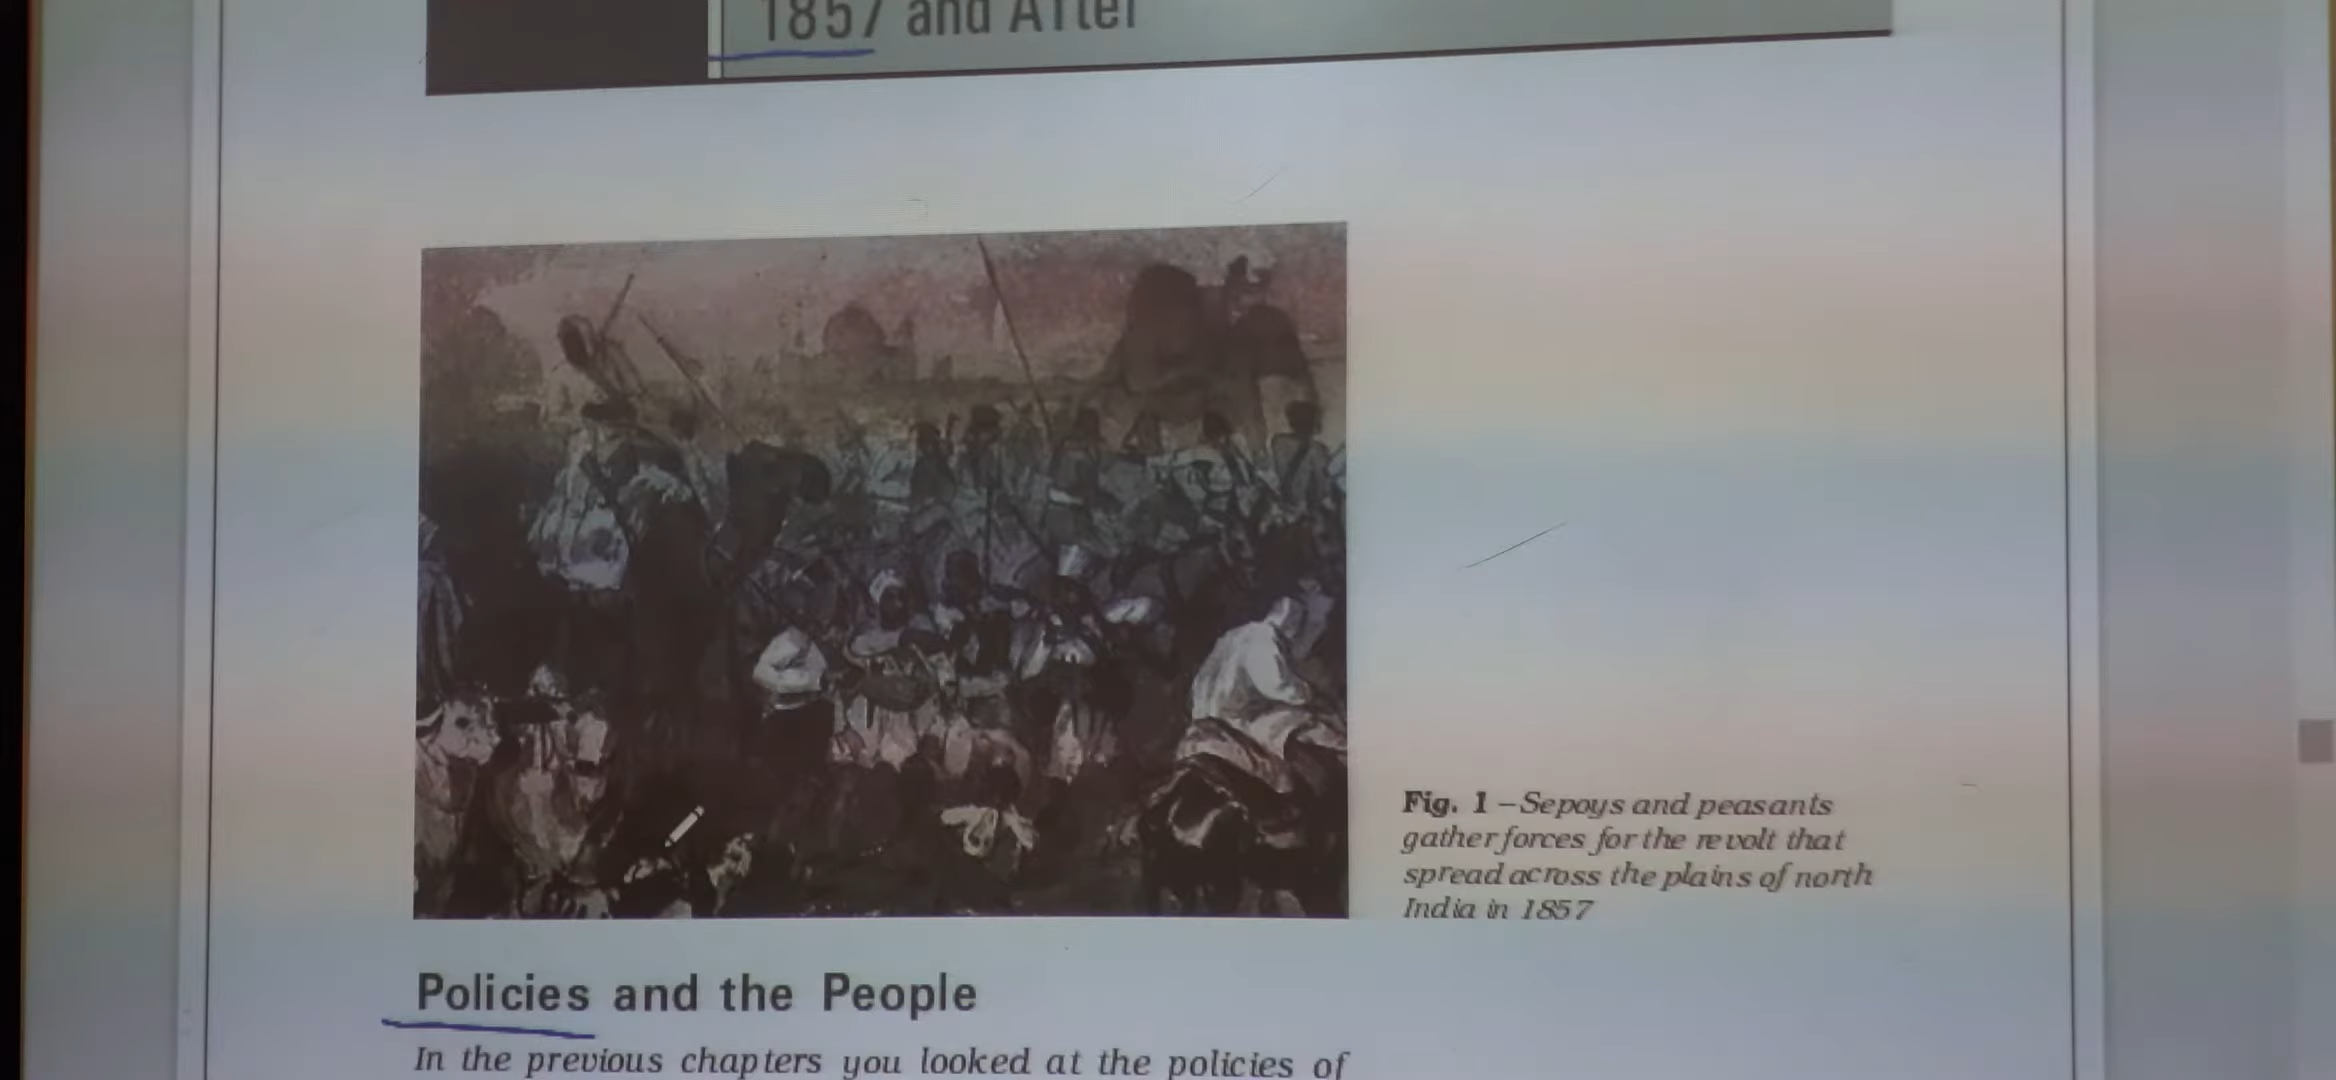 1857 and After
Fig. 1 – Sepoys and peasants
gather forces for the revolt that
spread across the plains of north
India in 1857
Policies and the People
In the previous chapters you looked at the policies of